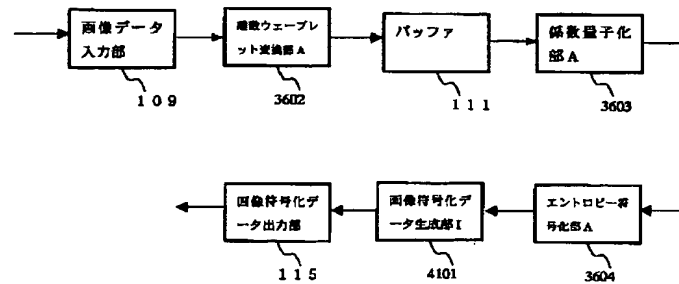 画像データ
入力部
離散ウェーブレ
ット変換部A
バッファ
係数量子化
部A
109
3602
111
3603
画像符号化デ
ータ出力部
画像符号化デ
ータ生成部I
エントロピー符
号化部A
115
4101
3604